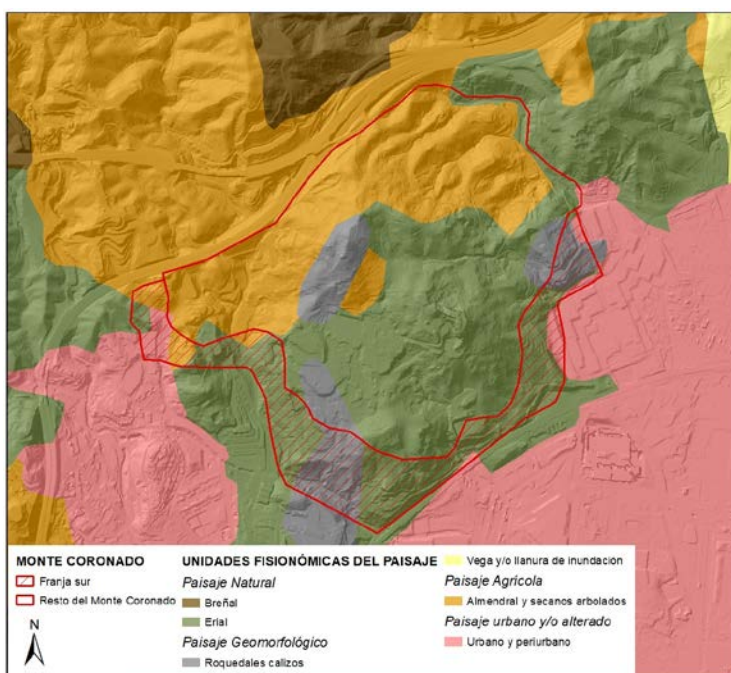 MONTE CORONADO
Franja sur
Resto del Monte Coronado
N
UNIDADES FISIONÓMICAS DEL PAISAJE
Paisaje Natural
Breñal
Erial
Paisaje Geomorfológico
Roquedales calizos
Vega y/o llanura de inundación
Paisaje Agrícola
Almendral y secanos arbolados
Paisaje urbano y/o alterado
Urbano y periurbano